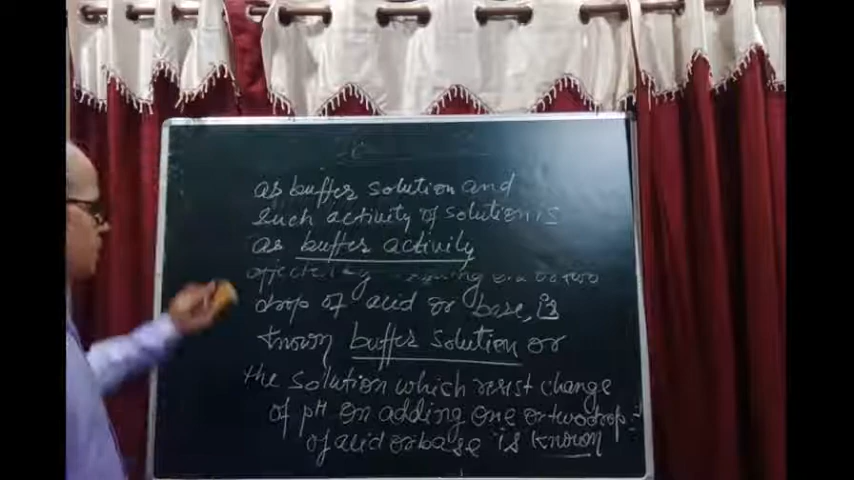 as buffer solution and
such activity of solution is
as buffer activity
drop of acid or base, is
known buffer solution or
the solution which resist change
of pH on adding one or two drop
of acid or base is known